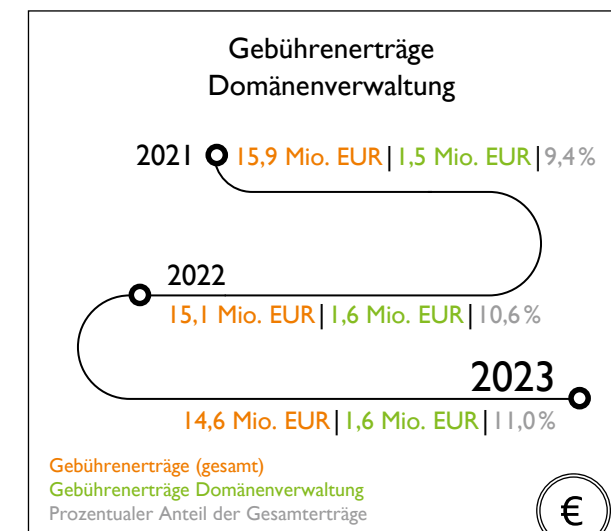 Gebührenerträge
Domänenverwaltung
2021 15,9 Mio. EUR|1,5 Mio. EUR|9,4%
2022
15,1 Mio. EUR|1,6 Mio. EUR|10,6%
2023
14,6 Mio. EUR|1,6 Mio. EUR|11,0%
Gebührenerträge (gesamt)
Gebührenerträge Domänenverwaltung
Prozentualer Anteil der Gesamterträge
€